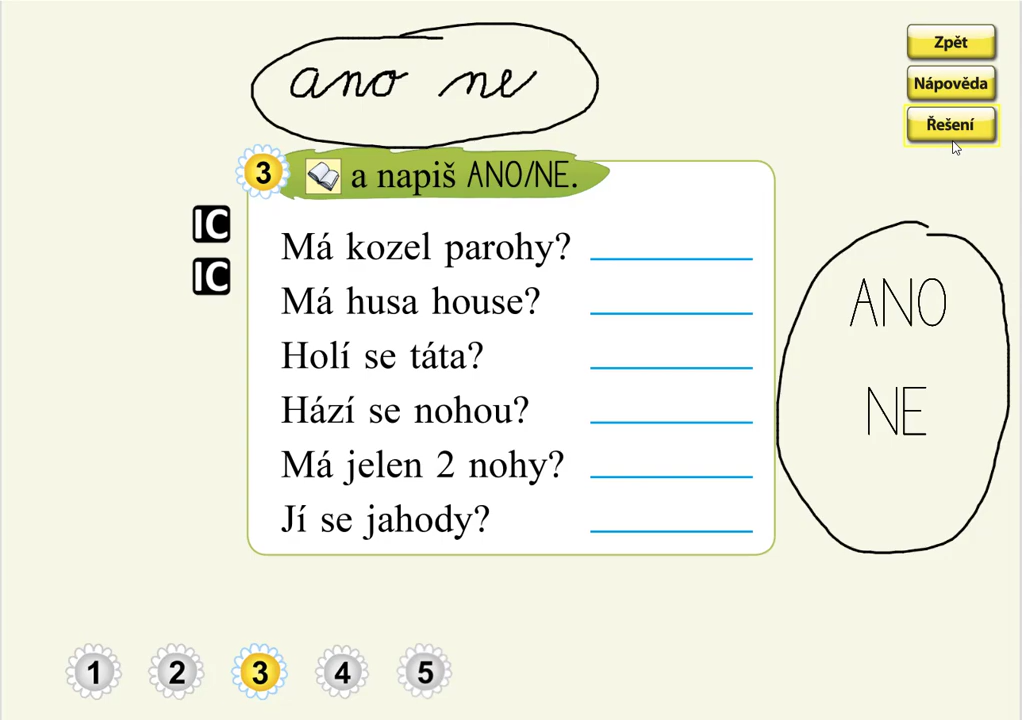 ano ne
Zpět
Nápověda
Řešení
3 a napiš ANO/NE.
IC
IC
Má kozel parohy?
Má husa house?
Holí se táta?
Hází se nohou?
Má jelen 2 nohy?
Jí se jahody?
ANO
NE
1 2 3 4 5